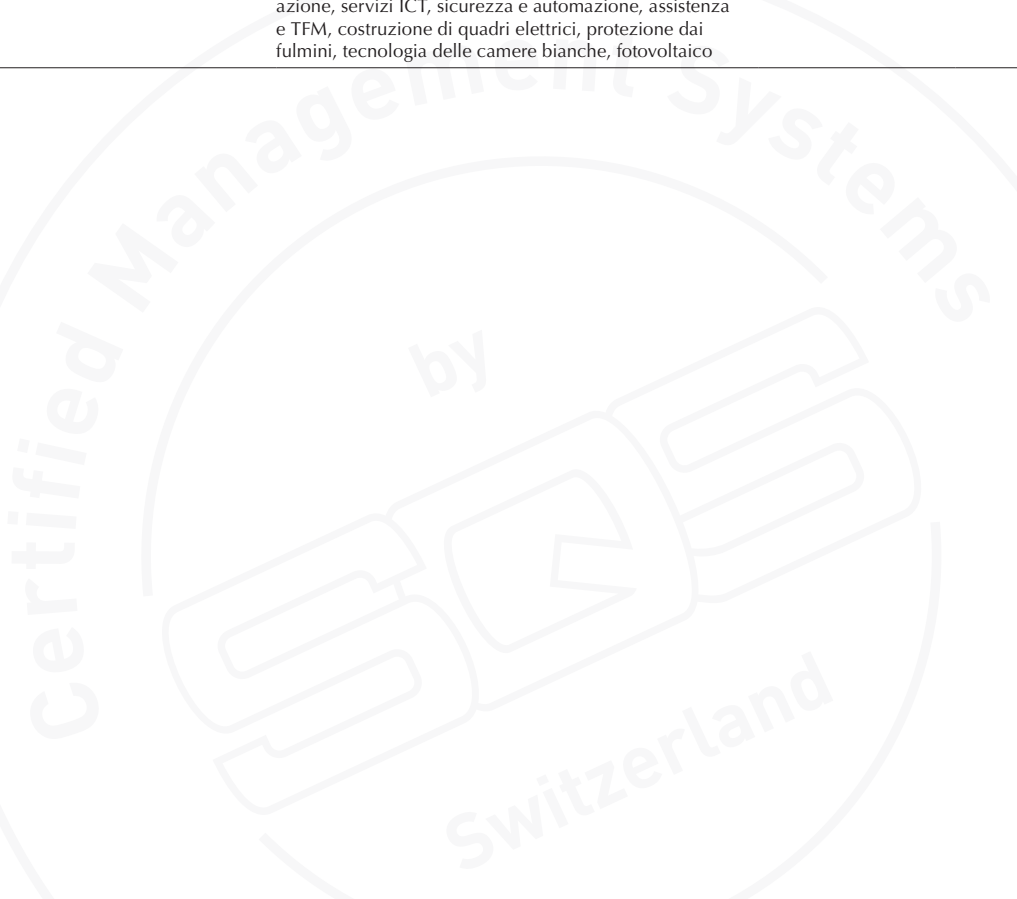 azione, servizi ICT, sicurezza e automazione, assistenza
e TFM, costruzione di quadri elettrici, protezione dai
fulmini, tecnologia delle camere bianche, fotovoltaico
Certified Management Systems
by
SQS
Switzerland